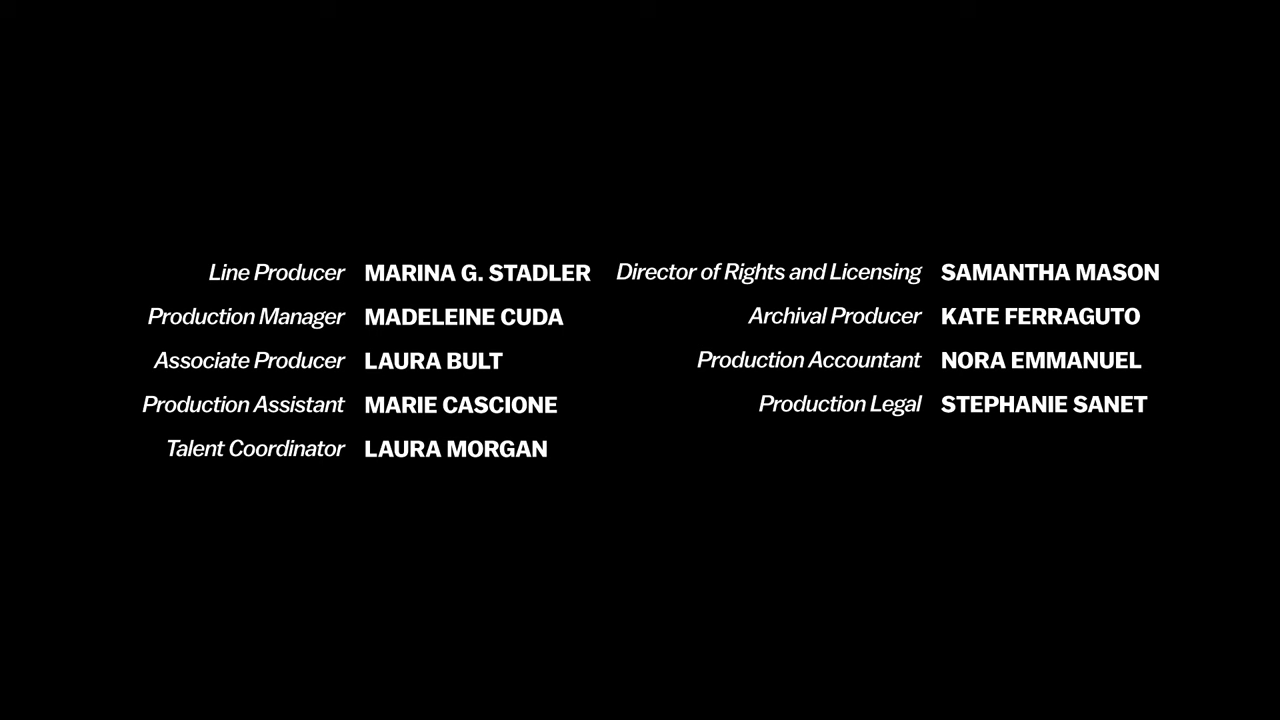 Line Producer MARINA G. STADLER
Production Manager MADELEINE CUDA
Associate Producer LAURA BULT
Production Assistant MARIE CASCIONE
Talent Coordinator LAURA MORGAN
Director of Rights and Licensing SAMANTHA MASON
Archival Producer KATE FERRAGUTO
Production Accountant NORA EMMANUEL
Production Legal STEPHANIE SANET